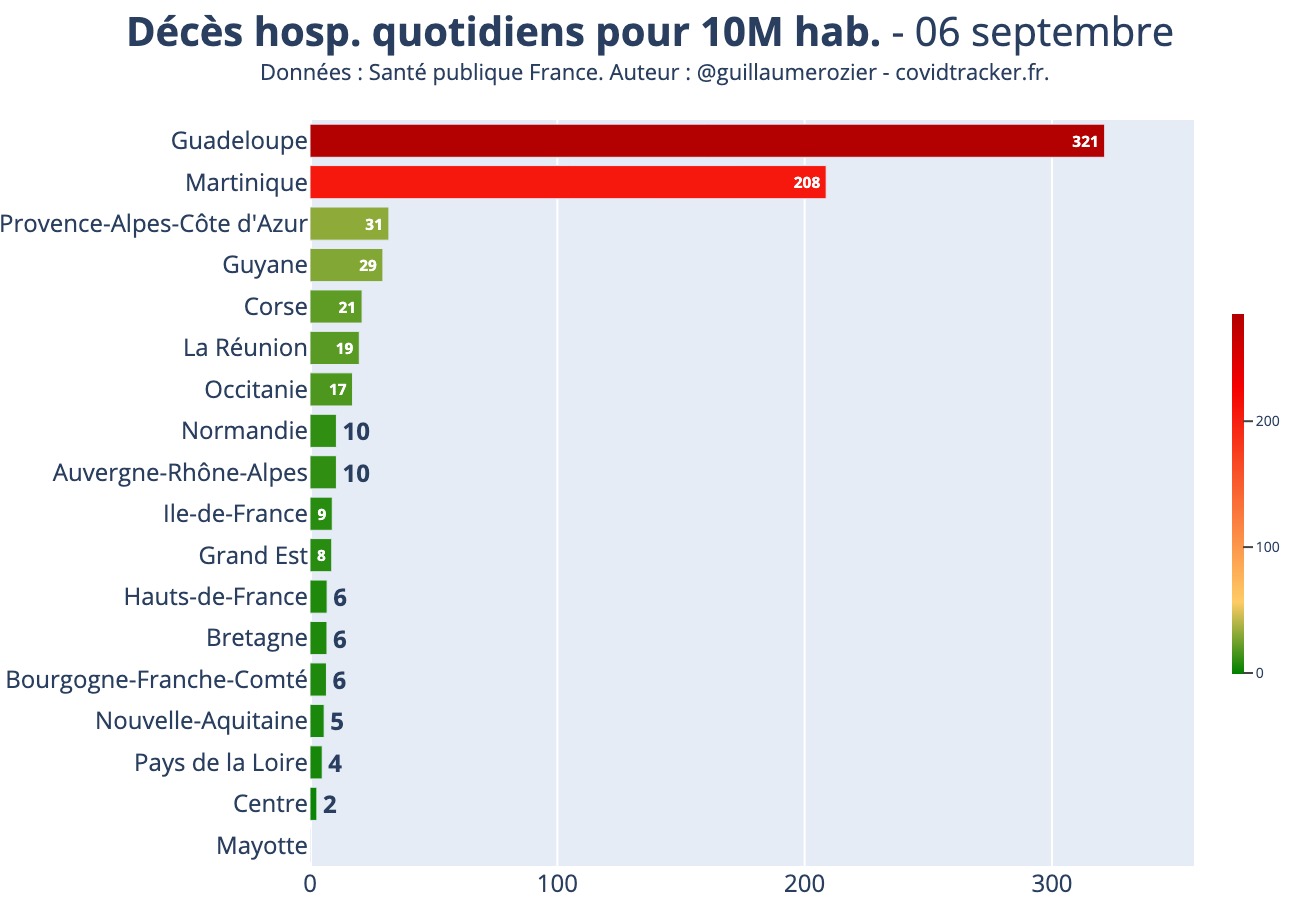 Décès hosp. quotidiens pour 10M hab. - 06 septembre
Données : Santé publique France. Auteur : @guillaumerozier - covidtracker.fr.
Guadeloupe 321
Martinique 208
Provence-Alpes-Côte d'Azur 31
Guyane 29
Corse 21
La Réunion 19
Occitanie 17
Normandie 10
Auvergne-Rhône-Alpes 10
Ile-de-France 9
Grand Est 8
Hauts-de-France 6
Bretagne 6
Bourgogne-Franche-Comté 6
Nouvelle-Aquitaine 5
Pays de la Loire 4
Centre 2
Mayotte
0 100 200 300
200
100
0